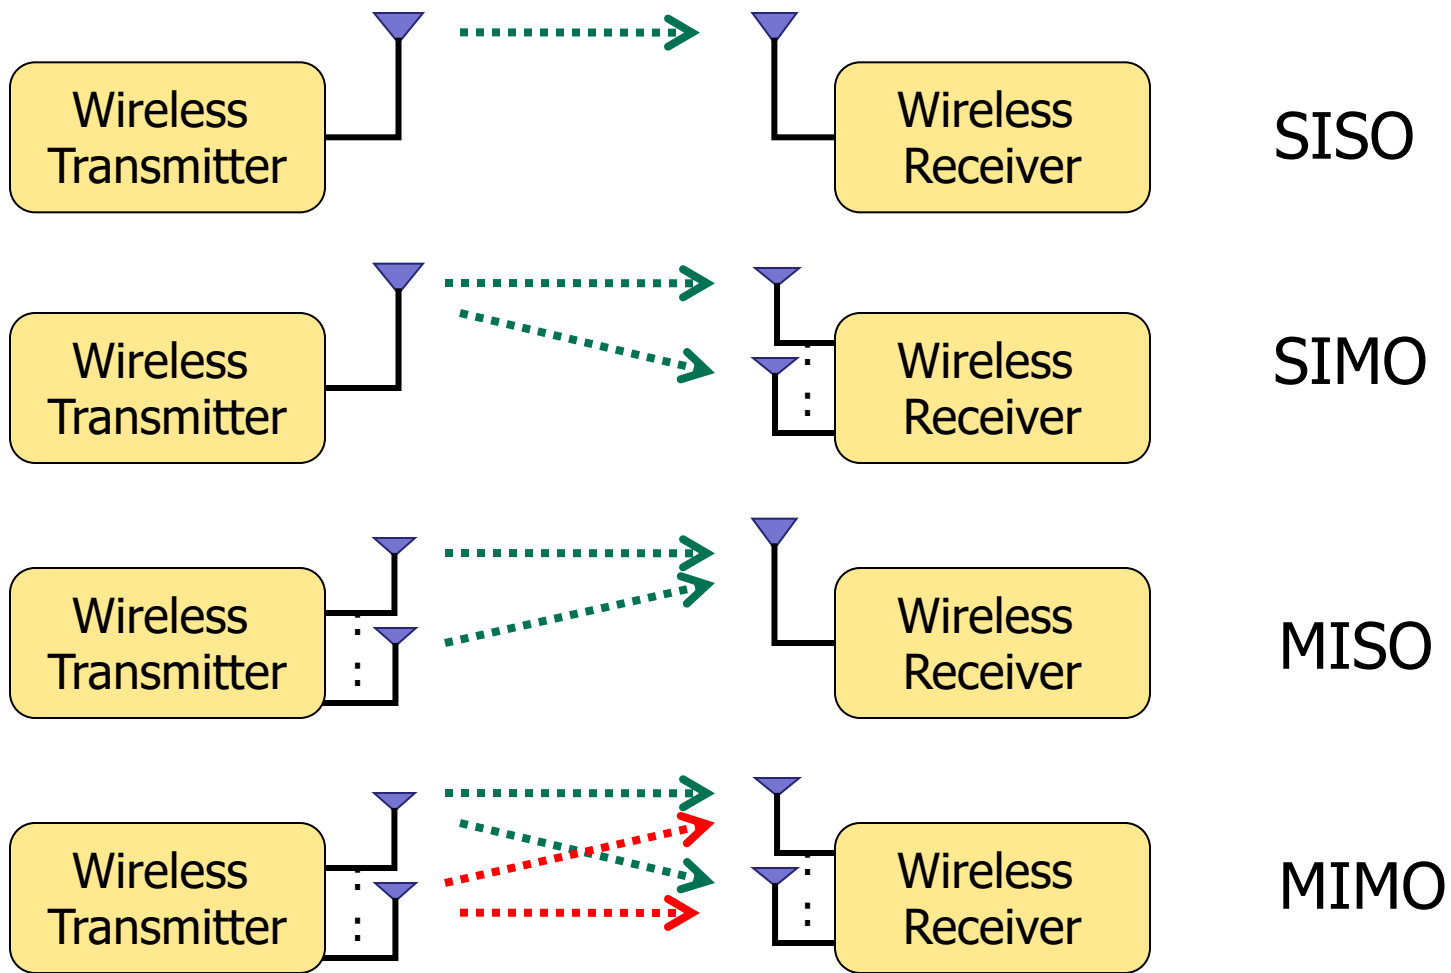 Wireless
Transmitter
Wireless
Receiver
SISO
Wireless
Transmitter
Wireless
Receiver
SIMO
Wireless
Transmitter
Wireless
Receiver
MISO
Wireless
Transmitter
Wireless
Receiver
MIMO